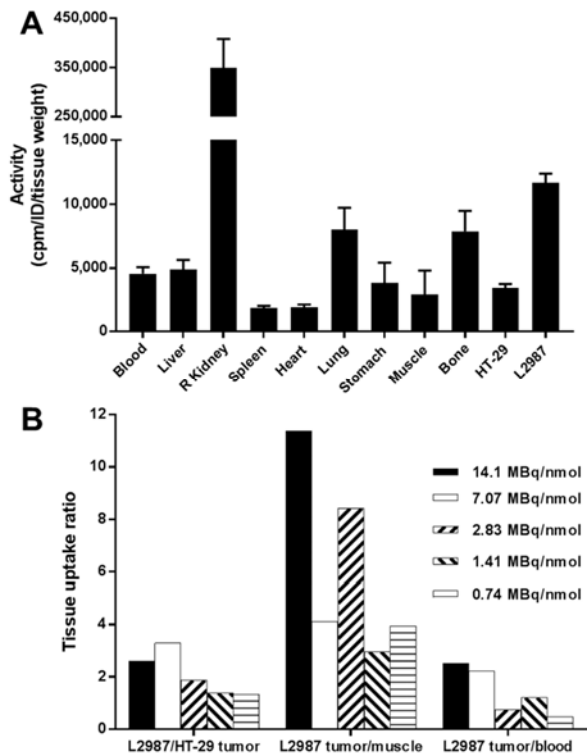 A
Activity
(cpm/ID/tissue weight)
450,000
350,000
250,000
15,000
10,000
5,000
0
Blood
Liver
R Kidney
Spleen
Heart
Lung
Stomach
Muscle
Bone
HT-29
L2987
B
Tissue uptake ratio
12
10
8
6
4
2
0
14.1 MBq/nmol
7.07 MBq/nmol
2.83 MBq/nmol
1.41 MBq/nmol
0.74 MBq/nmol
L2987/HT-29 tumor
L2987 tumor/muscle
L2987 tumor/blood